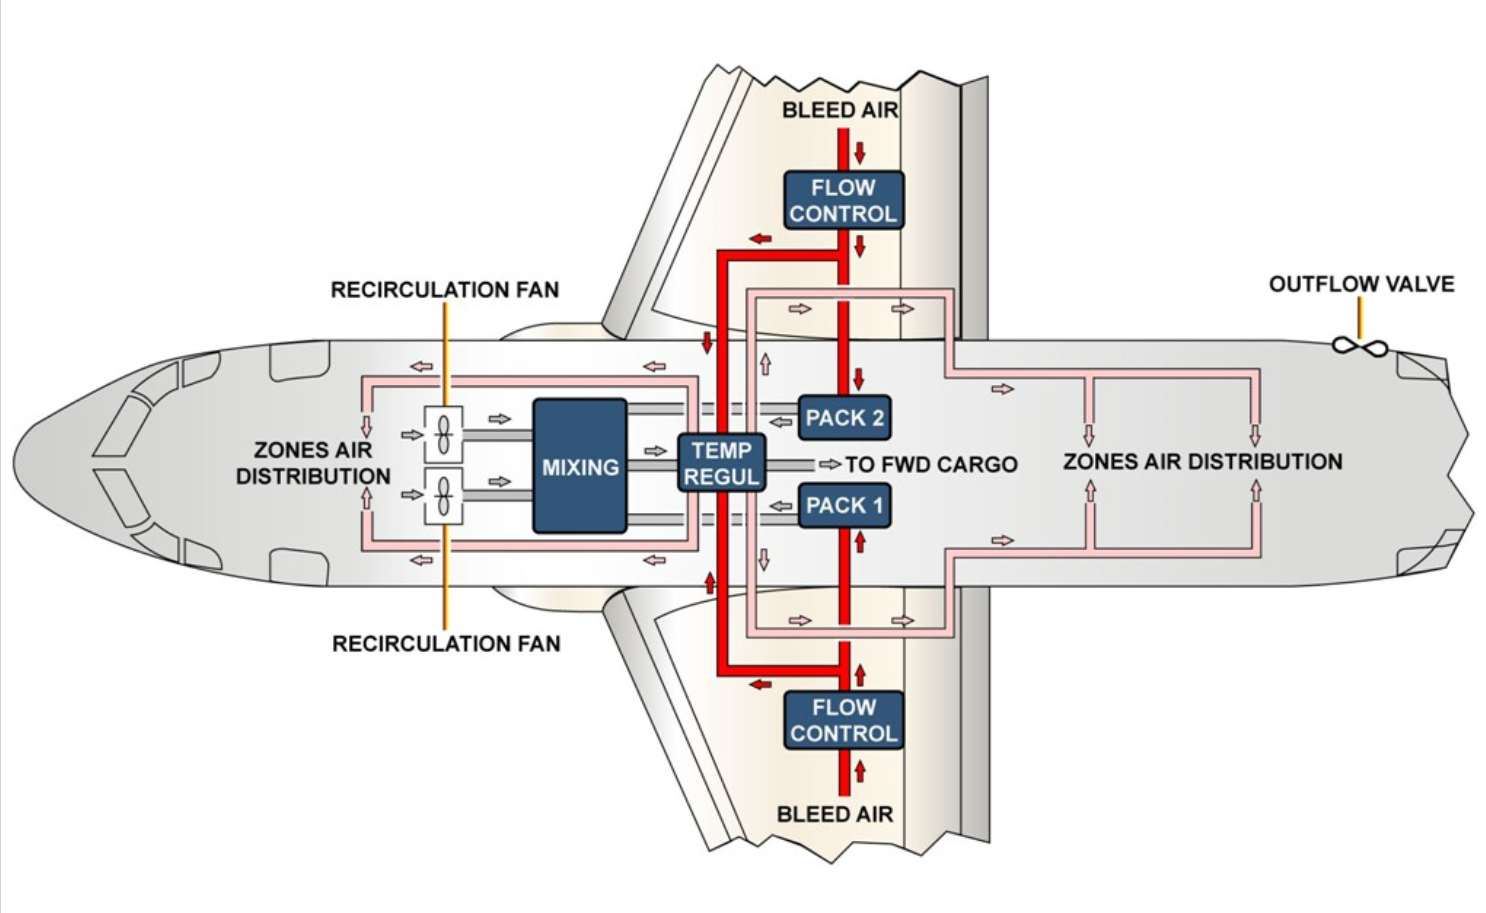 BLEED AIR
FLOW
CONTROL
RECIRCULATION FAN
OUTFLOW VALVE
PACK 2
ZONES AIR
DISTRIBUTION
MIXING
TEMP
REGUL
TO FWD CARGO
ZONES AIR DISTRIBUTION
PACK 1
RECIRCULATION FAN
FLOW
CONTROL
BLEED AIR